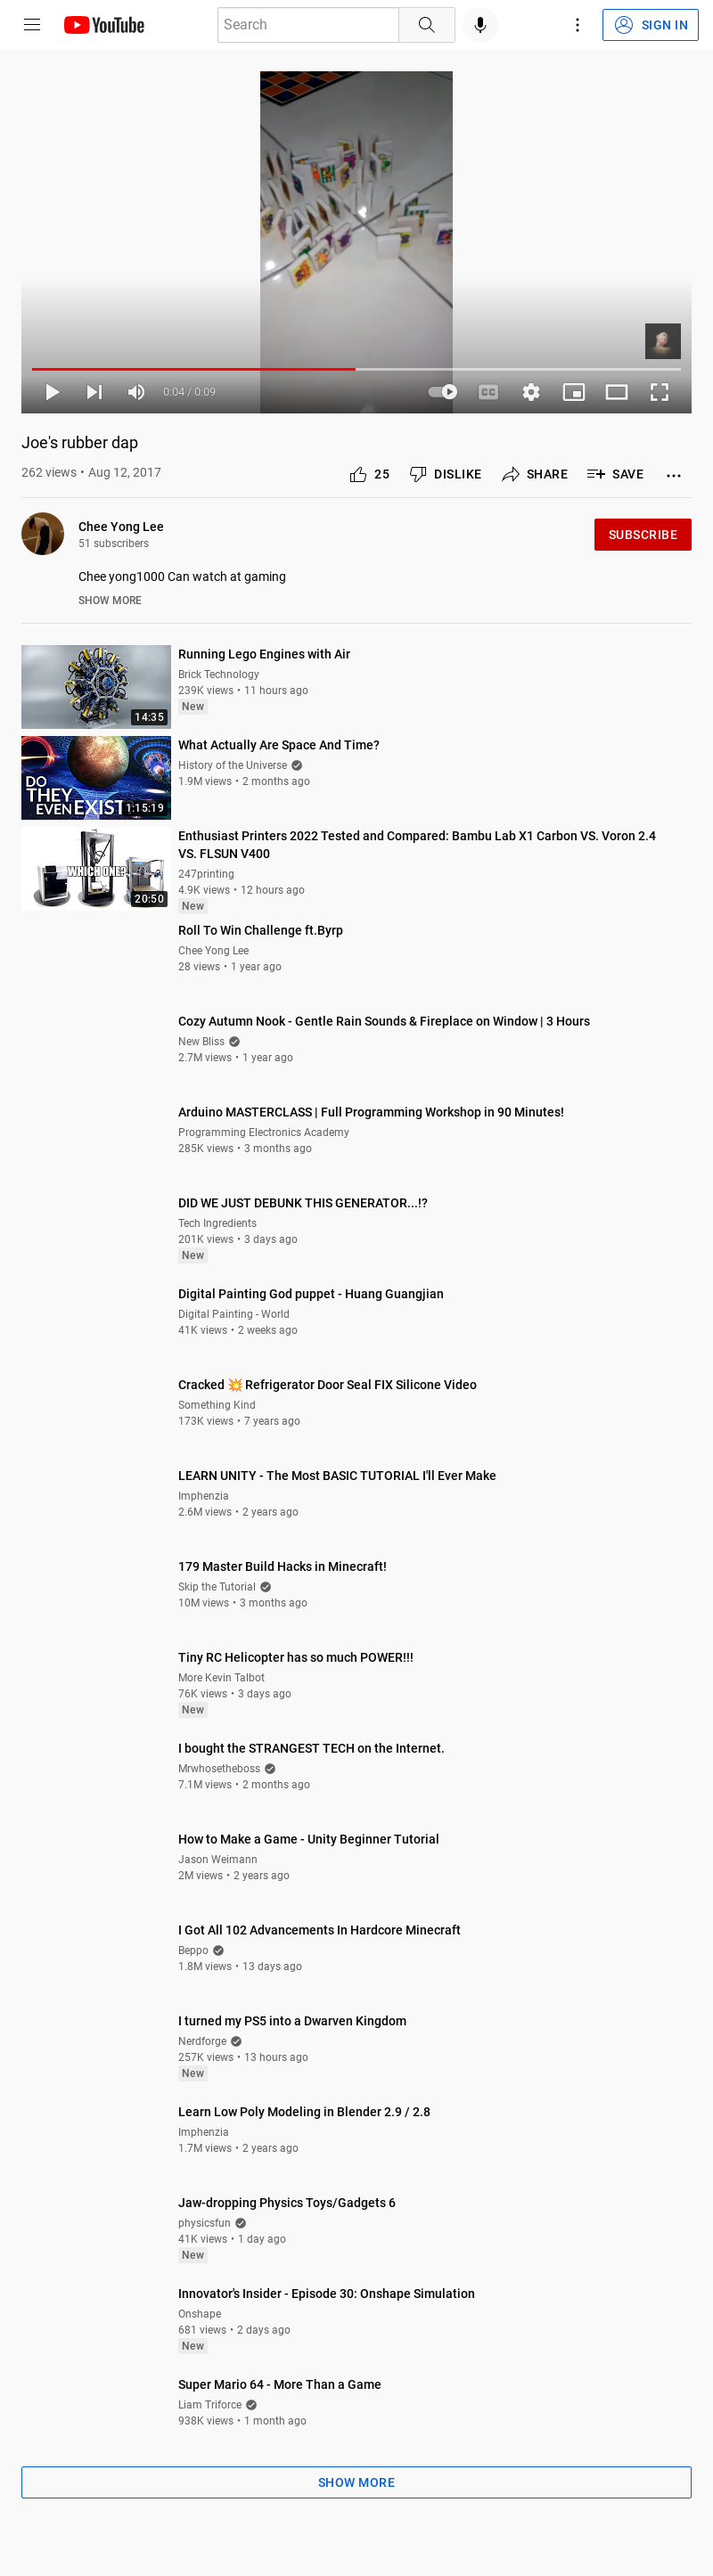 YouTube
Search
SIGN IN
0:04 / 0:09
CC
Joe's rubber dap
262 views • Aug 12, 2017
25
DISLIKE
SHARE
SAVE
Chee Yong Lee
51 subscribers
SUBSCRIBE
Chee yong1000 Can watch at gaming
SHOW MORE
14:35
Running Lego Engines with Air
Brick Technology
239K views • 11 hours ago
New
DO
THEY
EVEN EXIST
1:15:19
What Actually Are Space And Time?
History of the Universe
1.9M views • 2 months ago
WHICH ONE?
20:50
Enthusiast Printers 2022 Tested and Compared: Bambu Lab X1 Carbon VS. Voron 2.4
VS. FLSUN V400
247printing
4.9K views • 12 hours ago
New
Roll To Win Challenge ft.Byrp
Chee Yong Lee
28 views • 1 year ago
Cozy Autumn Nook - Gentle Rain Sounds & Fireplace on Window | 3 Hours
New Bliss
2.7M views • 1 year ago
Arduino MASTERCLASS | Full Programming Workshop in 90 Minutes!
Programming Electronics Academy
285K views • 3 months ago
DID WE JUST DEBUNK THIS GENERATOR...!?
Tech Ingredients
201K views • 3 days ago
New
Digital Painting God puppet - Huang Guangjian
Digital Painting - World
41K views • 2 weeks ago
Cracked 💥 Refrigerator Door Seal FIX Silicone Video
Something Kind
173K views • 7 years ago
LEARN UNITY - The Most BASIC TUTORIAL I'll Ever Make
Imphenzia
2.6M views • 2 years ago
179 Master Build Hacks in Minecraft!
Skip the Tutorial
10M views • 3 months ago
Tiny RC Helicopter has so much POWER!!!
More Kevin Talbot
76K views • 3 days ago
New
I bought the STRANGEST TECH on the Internet.
Mrwhosetheboss
7.1M views • 2 months ago
How to Make a Game - Unity Beginner Tutorial
Jason Weimann
2M views • 2 years ago
I Got All 102 Advancements In Hardcore Minecraft
Beppo
1.8M views • 13 days ago
I turned my PS5 into a Dwarven Kingdom
Nerdforge
257K views • 13 hours ago
New
Learn Low Poly Modeling in Blender 2.9 / 2.8
Imphenzia
1.7M views • 2 years ago
Jaw-dropping Physics Toys/Gadgets 6
physicsfun
41K views • 1 day ago
New
Innovator's Insider - Episode 30: Onshape Simulation
Onshape
681 views • 2 days ago
New
Super Mario 64 - More Than a Game
Liam Triforce
938K views • 1 month ago
SHOW MORE